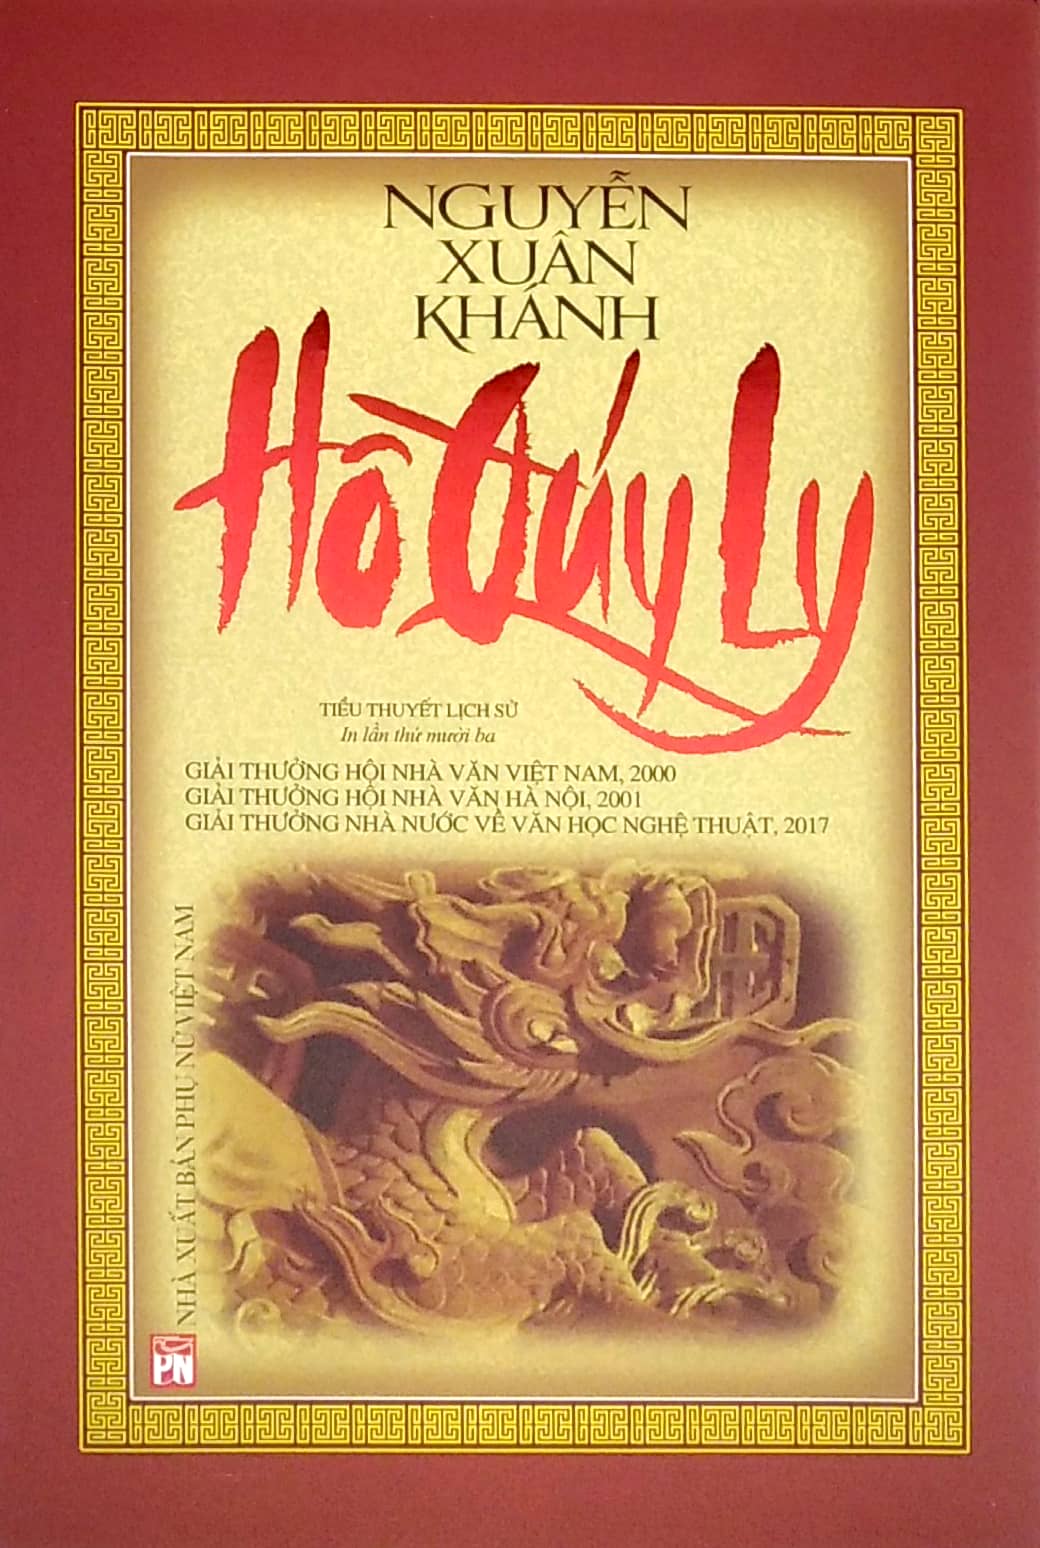 NGUYỄN
XUÂN
KHÁNH
Hồ Quý Ly
TIỂU THUYẾT LỊCH SỬ
In lần thứ mười ba
GIẢI THƯỞNG HỘI NHÀ VĂN VIỆT NAM, 2000
GIẢI THƯỞNG HỘI NHÀ VĂN HÀ NỘI, 2001
GIẢI THƯỞNG NHÀ NƯỚC VỀ VĂN HỌC NGHỆ THUẬT, 2017
NHÀ XUẤT BẢN PHỤ NỮ VIỆT NAM
PN